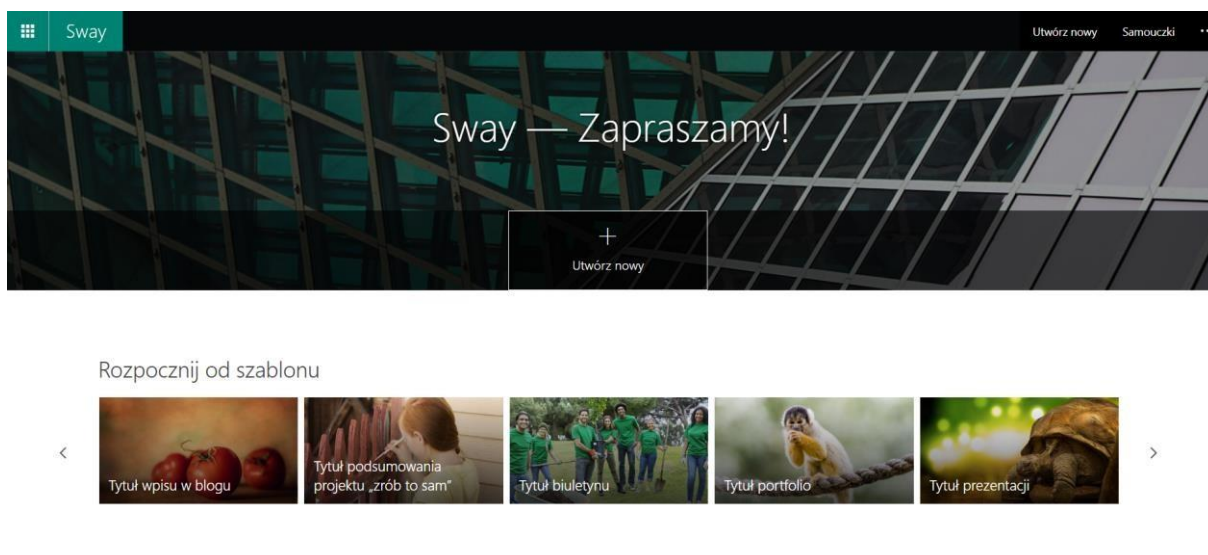 Sway
Utwórz nowy
Samouczki
Sway — Zapraszamy!
Utwórz nowy
Rozpocznij od szablonu
Tytuł wpisu w blogu
Tytuł podsumowania
projektu „zrób to sam”
Tytuł biuletynu
Tytuł portfolio
Tytuł prezentacji